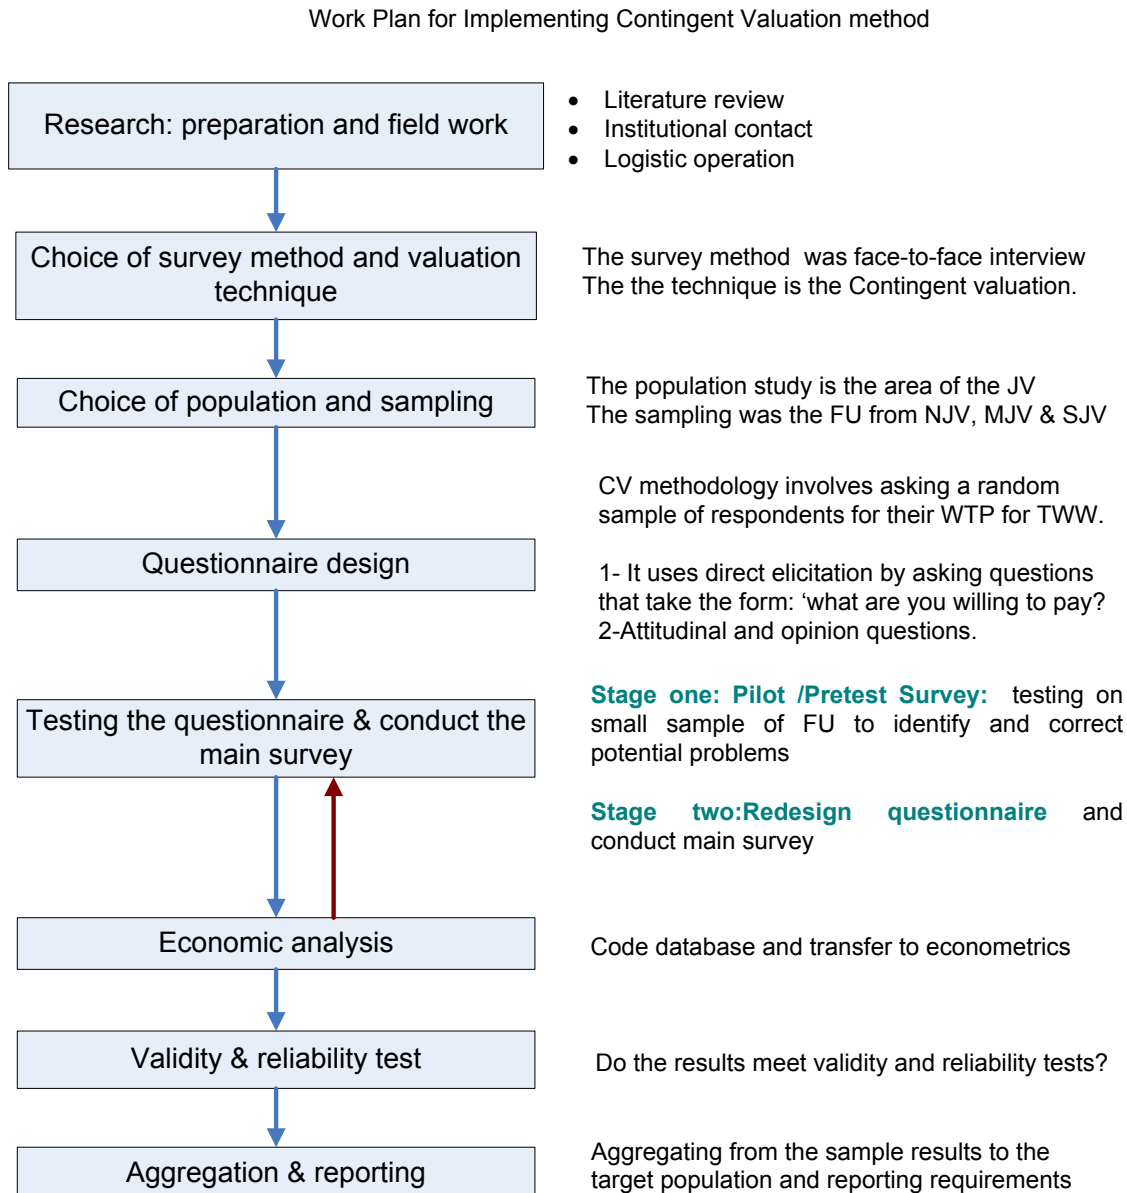 Work Plan for Implementing Contingent Valuation method
Research: preparation and field work
• Literature review
• Institutional contact
• Logistic operation
Choice of survey method and valuation
technique
The survey method was face-to-face interview
The the technique is the Contingent valuation.
Choice of population and sampling
The population study is the area of the JV
The sampling was the FU from NJV, MJV & SJV
Questionnaire design
CV methodology involves asking a random
sample of respondents for their WTP for TWW.
1- It uses direct elicitation by asking questions
that take the form: ‘what are you willing to pay?
2-Attitudinal and opinion questions.
Testing the questionnaire & conduct the
main survey
Stage one: Pilot /Pretest Survey: testing on
small sample of FU to identify and correct
potential problems
Stage two:Redesign questionnaire and
conduct main survey
Economic analysis
Code database and transfer to econometrics
Validity & reliability test
Do the results meet validity and reliability tests?
Aggregation & reporting
Aggregating from the sample results to the
target population and reporting requirements